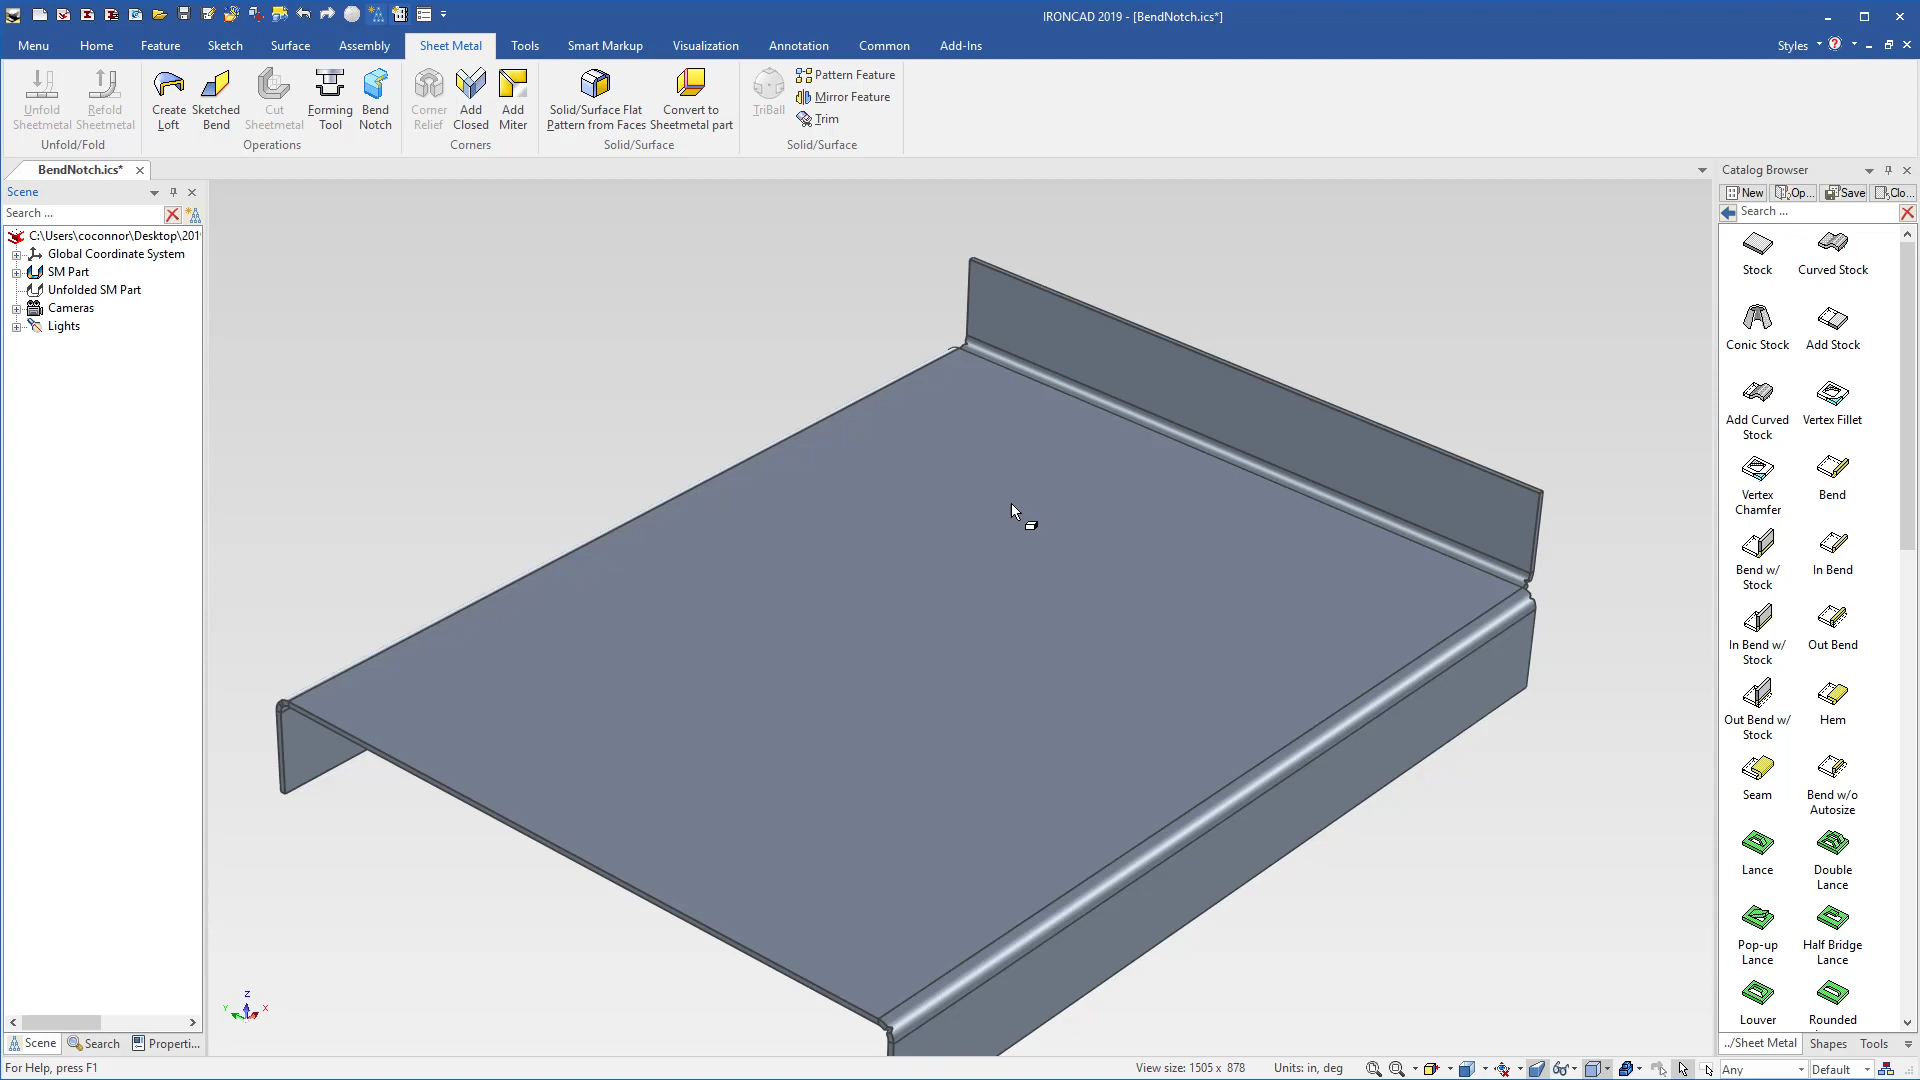 IRONCAD 2019 - [BendNotch.ics*]
Menu Home Feature Sketch Surface Assembly Sheet Metal Tools Smart Markup Visualization Annotation Common Add-Ins Styles
Unfold Sheetmetal
Refold Sheetmetal
Unfold/Fold
Create Loft
Sketched Bend
Cut Sheetmetal
Forming Tool
Bend Notch
Operations
Corner Relief
Add Closed
Add Miter
Corners
Solid/Surface Flat Pattern from Faces
Convert to Sheetmetal part
Solid/Surface
TriBall
Pattern Feature
Mirror Feature
Trim
Solid/Surface
BendNotch.ics*
Scene
Search ...
C:\Users\coconnor\Desktop\201
Global Coordinate System
SM Part
Unfolded SM Part
Cameras
Lights
Z
Y X
Scene Search Properti...
Catalog Browser
New Op... Save Clo...
Search ...
Stock
Curved Stock
Conic Stock
Add Stock
Add Curved Stock
Vertex Fillet
Vertex Chamfer
Bend
Bend w/ Stock
In Bend
In Bend w/ Stock
Out Bend
Out Bend w/ Stock
Hem
Seam
Bend w/o Autosize
Lance
Double Lance
Pop-up Lance
Half Bridge Lance
Louver
Rounded
../Sheet Metal Shapes Tools
For Help, press F1
View size: 1505 x 878
Units: in, deg
Any
Default